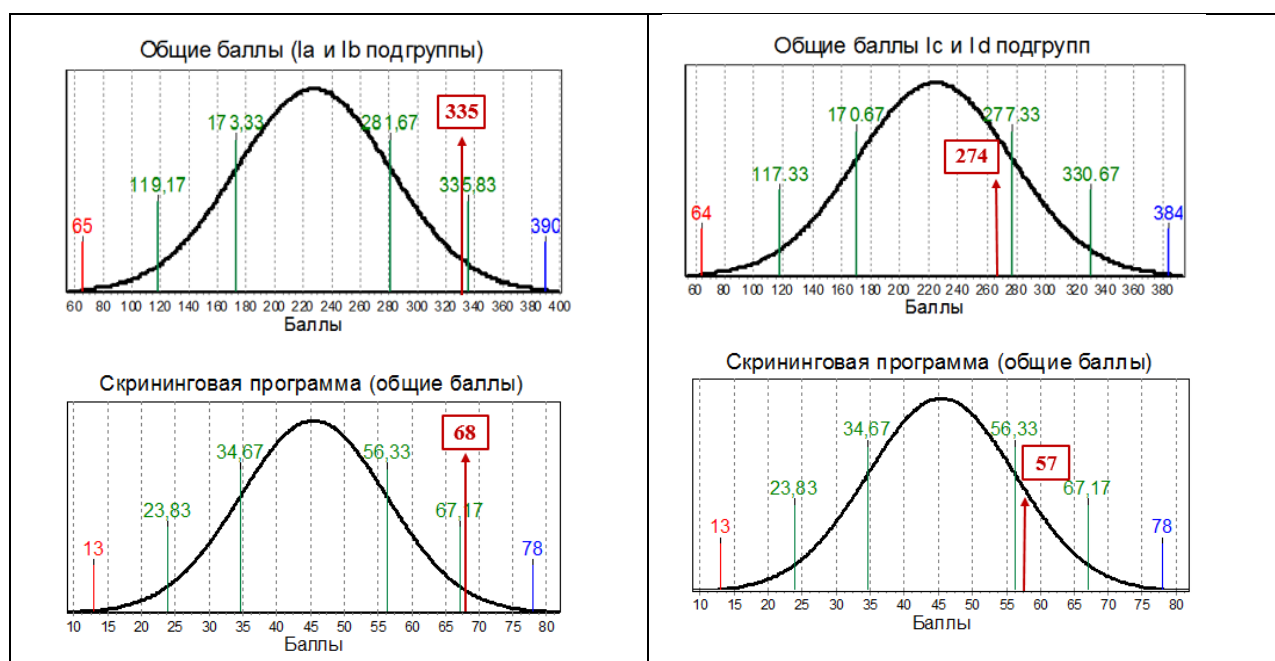 Общие баллы (Ia и Ib подгруппы)
335
173,33
281,67
119,17
335,83
65
390
60 80 100 120 140 160 180 200 220 240 260 280 300 320 340 360 380 400
Баллы
Общие баллы Ic и Id подгрупп
170.67
277.33
274
117.33
330.67
64
384
60 80 100 120 140 160 180 200 220 240 260 280 300 320 340 360 380
Баллы
Скрининговая программа (общие баллы)
68
34,67
56,33
23,83
67,17
13
78
10 15 20 25 30 35 40 45 50 55 60 65 70 75 80
Баллы
Скрининговая программа (общие баллы)
34,67
56,33
57
23,83
67,17
13
78
10 15 20 25 30 35 40 45 50 55 60 65 70 75 80
Баллы